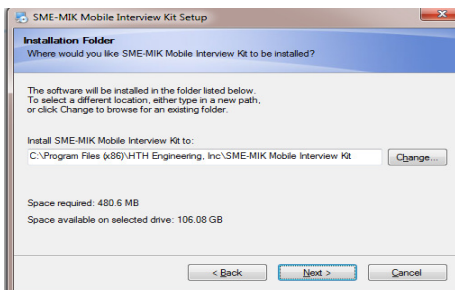 SME-MIK Mobile Interview Kit Setup
Installation Folder
Where would you like SME-MIK Mobile Interview Kit to be installed?
The software will be installed in the folder listed below.
To select a different location, either type in a new path,
or click Change to browse for an existing folder.
Install SME-MIK Mobile Interview Kit to:
C:\Program Files (x86)\HTH Engineering, Inc\SME-MIK Mobile Interview Kit
Change...
Space required: 480.6 MB
Space available on selected drive: 106.08 GB
< Back
Next >
Cancel